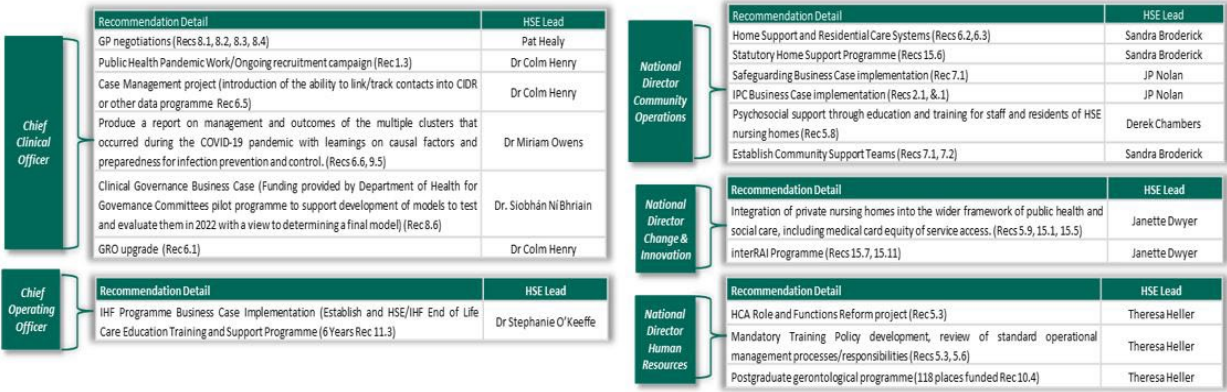 Chief
Clinical
Officer
Recommendation Detail HSE Lead
GP negotiations (Recs 8.1, 8.2, 8.3, 8.4) Pat Healy
Public Health Pandemic Work/Ongoing recruitment campaign (Rec 1.3) Dr Colm Henry
Case Management project (introduction of the ability to link/track contacts into CIDR
or other data programme Rec 6.5) Dr Colm Henry
Produce a report on management and outcomes of the multiple clusters that
occurred during the COVID-19 pandemic with learnings on causal factors and
preparedness for infection prevention and control. (Recs 6.6, 9.5) Dr Miriam Owens
Clinical Governance Business Case (Funding provided by Department of Health for
Governance Committees pilot programme to support development of models to test
and evaluate them in 2022 with a view to determining a final model) (Rec 8.6) Dr. Siobhán Ní Bhriain
GRO upgrade (Rec 6.1) Dr Colm Henry
Chief
Operating
Officer
Recommendation Detail HSE Lead
IHF Programme Business Case Implementation (Establish and HSE/IHF End of Life
Care Education Training and Support Programme (6 Years Rec 11.3) Dr Stephanie O'Keeffe
National
Director
Community
Operations
Recommendation Detail HSE Lead
Home Support and Residential Care Systems (Recs 6.2, 6.3) Sandra Broderick
Statutory Home Support Programme (Recs 15.6) Sandra Broderick
Safeguarding Business Case implementation (Rec 7.1) JP Nolan
IPC Business Case implementation (Recs 2.1, &.1) JP Nolan
Psychosocial support through education and training for staff and residents of HSE
nursing homes (Rec 5.8) Derek Chambers
Establish Community Support Teams (Recs 7.1, 7.2) Sandra Broderick
National
Director
Change &
Innovation
Recommendation Detail HSE Lead
Integration of private nursing homes into the wider framework of public health and
social care, including medical card equity of service access. (Recs 5.9, 15.1, 15.5) Janette Dwyer
interRAI Programme (Recs 15.7, 15.11) Janette Dwyer
National
Director
Human
Resources
Recommendation Detail HSE Lead
HCA Role and Functions Reform project (Rec 5.3) Theresa Heller
Mandatory Training Policy development, review of standard operational
management processes/responsibilities (Recs 5.3, 5.6) Theresa Heller
Postgraduate gerontological programme (118 places funded Rec 10.4) Theresa Heller